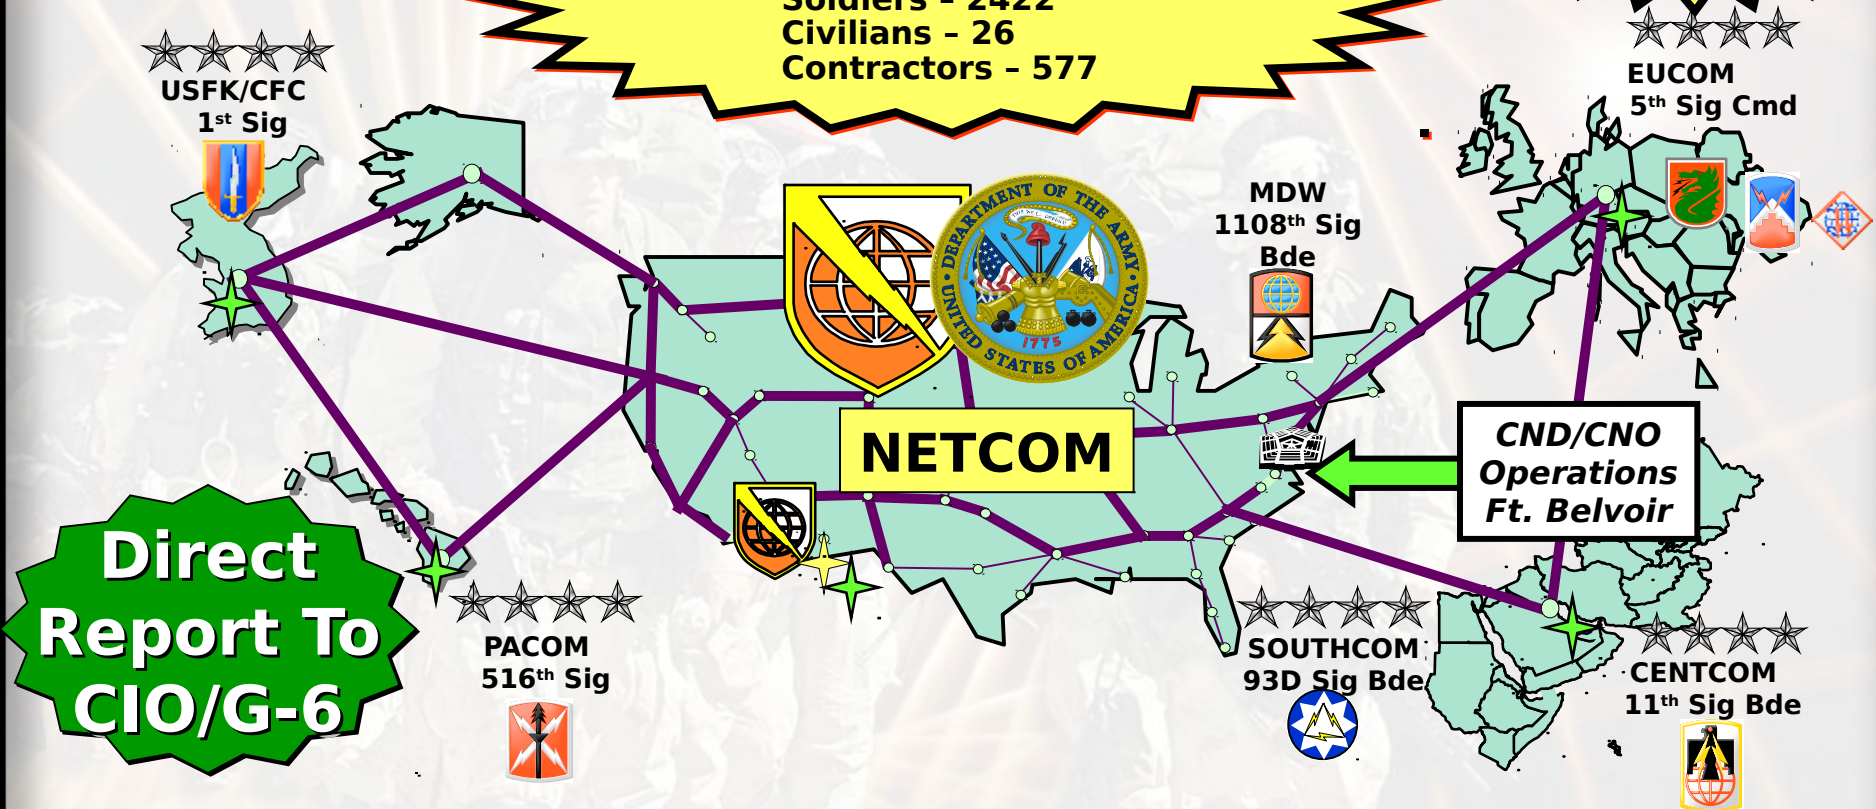 Soldiers – 2422
Civilians – 26
Contractors – 577
USFK/CFC
1st Sig
EUCOM
5th Sig Cmd
MDW
1108th Sig
Bde
DEPARTMENT OF THE ARMY
UNITED STATES OF AMERICA
1775
NETCOM
CND/CNO
Operations
Ft. Belvoir
Direct
Report To
CIO/G-6
PACOM
516th Sig
SOUTHCOM
93D Sig Bde
CENTCOM
11th Sig Bde